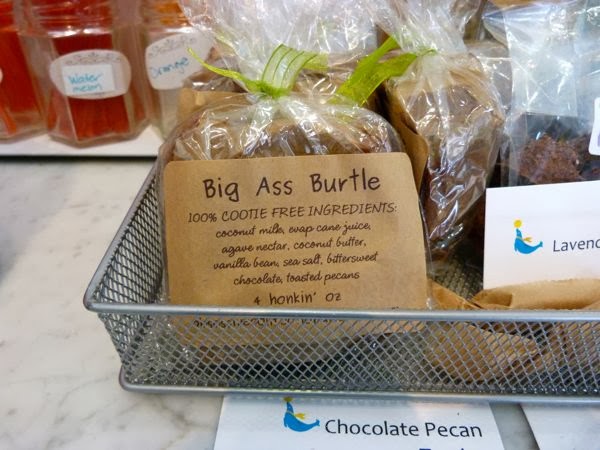 Water
melon
Orange
Big Ass Burtle
100% COOTIE FREE INGREDIENTS:
coconut milk, evap cane juice,
agave nectar, coconut butter,
vanilla bean, sea salt, bittersweet
chocolate, toasted pecans
4 honkin' oz
Lavend
Chocolate Pecan